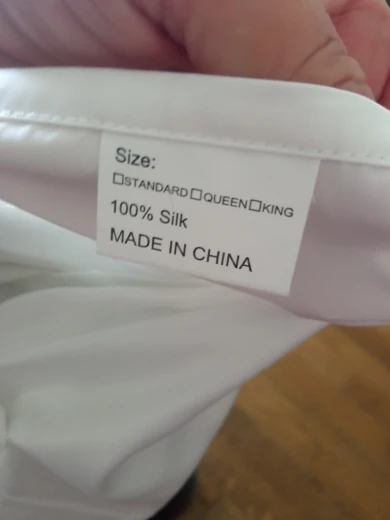 Size:
☐STANDARD☐QUEEN☐KING
100% Silk
MADE IN CHINA